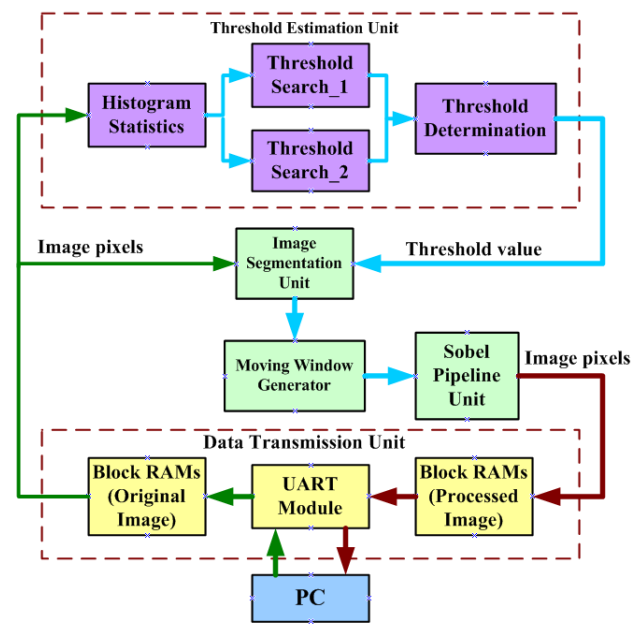 Threshold Estimation Unit
Histogram
Statistics
Threshold
Search_1
Threshold
Search_2
Threshold
Determination
Image pixels
Image
Segmentation
Unit
Threshold value
Moving Window
Generator
Sobel
Pipeline
Unit
Image pixels
Data Transmission Unit
Block RAMs
(Original
Image)
UART
Module
Block RAMs
(Processed
Image)
PC